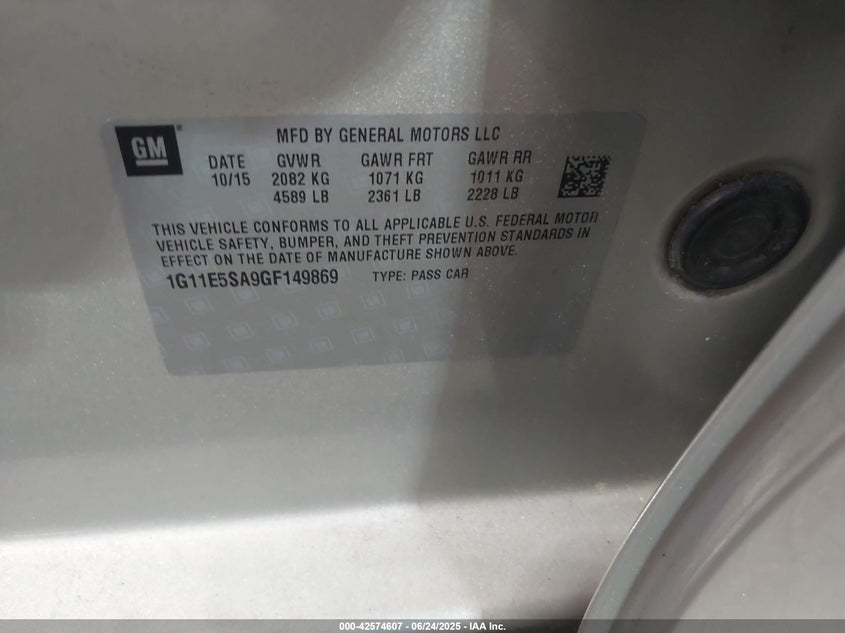 GM
MFD BY GENERAL MOTORS LLC
DATE GVWR GAWR FRT GAWR RR
10/15 2082 KG 1071 KG 1011 KG
4589 LB 2361 LB 2228 LB
THIS VEHICLE CONFORMS TO ALL APPLICABLE U.S. FEDERAL MOTOR
VEHICLE SAFETY, BUMPER, AND THEFT PREVENTION STANDARDS IN
EFFECT ON THE DATE OF MANUFACTURE SHOWN ABOVE.
1G11E5SA9GF149869 TYPE: PASS CAR
000-42574607 - 06/24/2025 - IAA Inc.